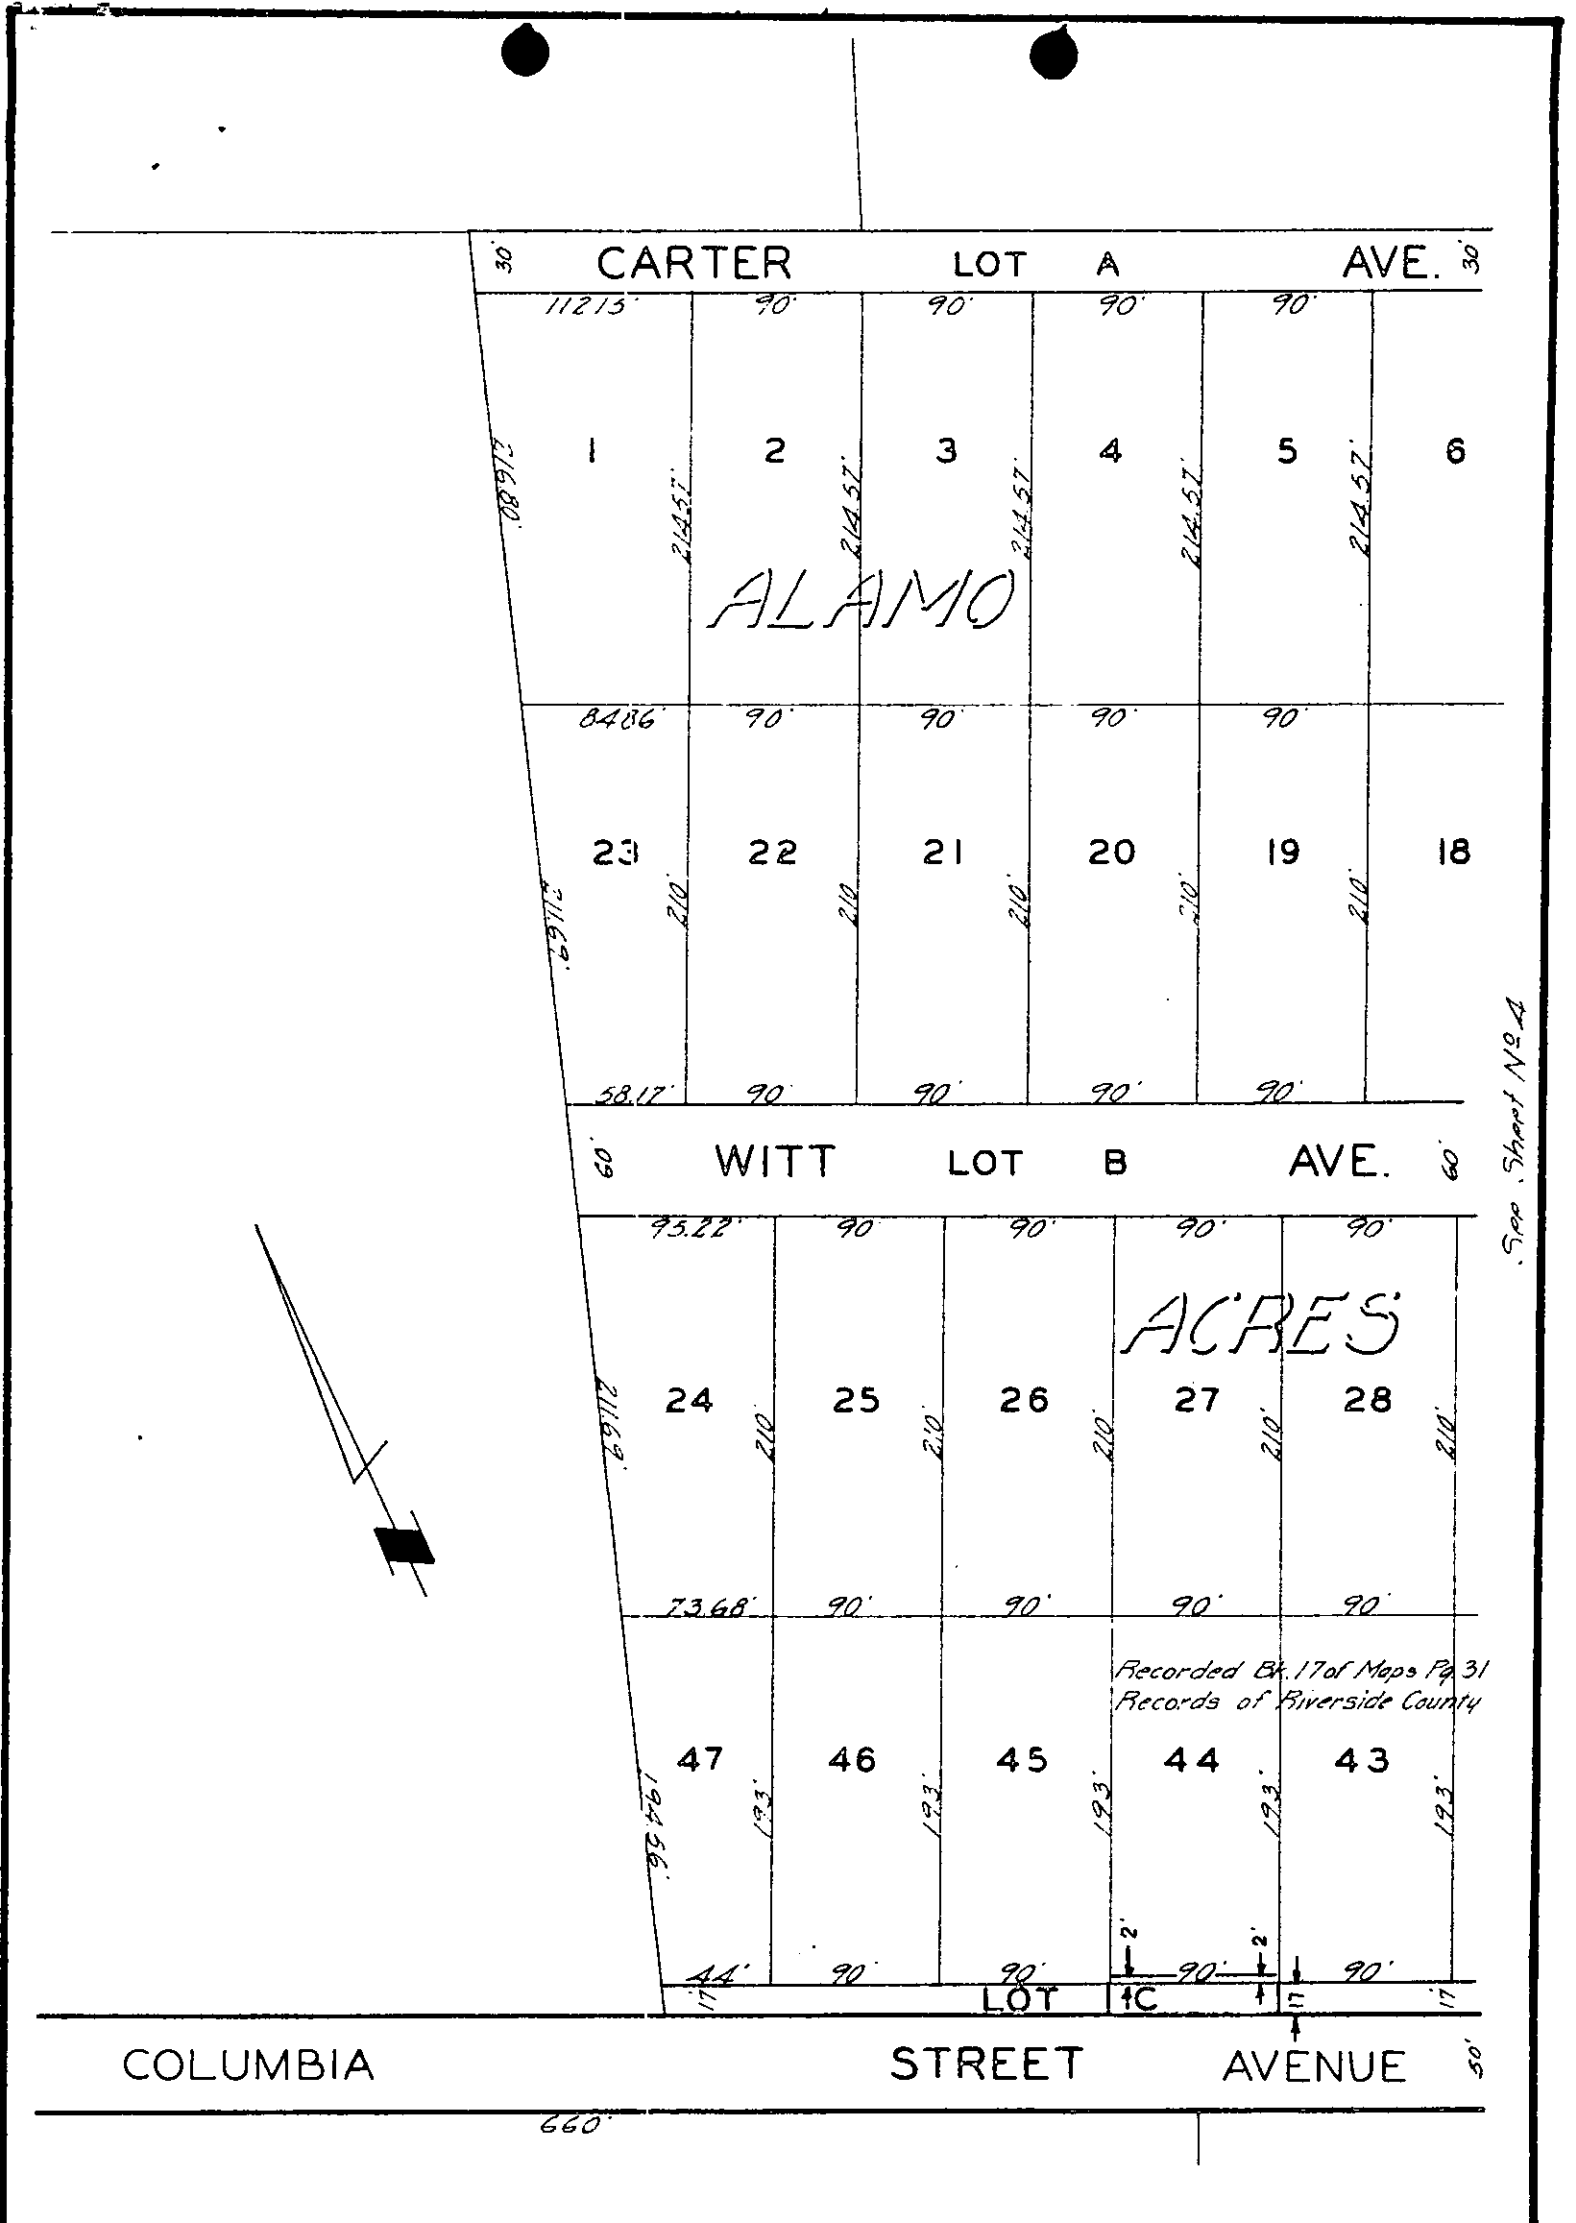 30' CARTER LOT A AVE. 30'
112.15' 90' 90' 90' 90'
1 2 3 4 5 6
216.80' 214.57' 214.57' 214.57' 214.57' 214.57'
ALAMO
84.86' 90' 90' 90' 90'
23 22 21 20 19 18
211.69' 210' 210' 210' 210' 210'
58.17' 90' 90' 90' 90'
60' WITT LOT B AVE. 60'
See Sheet Nº 4
95.22' 90' 90' 90' 90'
ACRES
24 25 26 27 28
211.69' 210' 210' 210' 210' 210'
73.68' 90' 90' 90' 90'
Recorded Bk. 17 of Maps Pg. 31
Records of Riverside County
47 46 45 44 43
194.56' 193' 193' 193' 193' 193'
2' 2'
44' 90' 90' 90' 90'
17' LOT C 17 17'
COLUMBIA STREET AVENUE 50'
660'